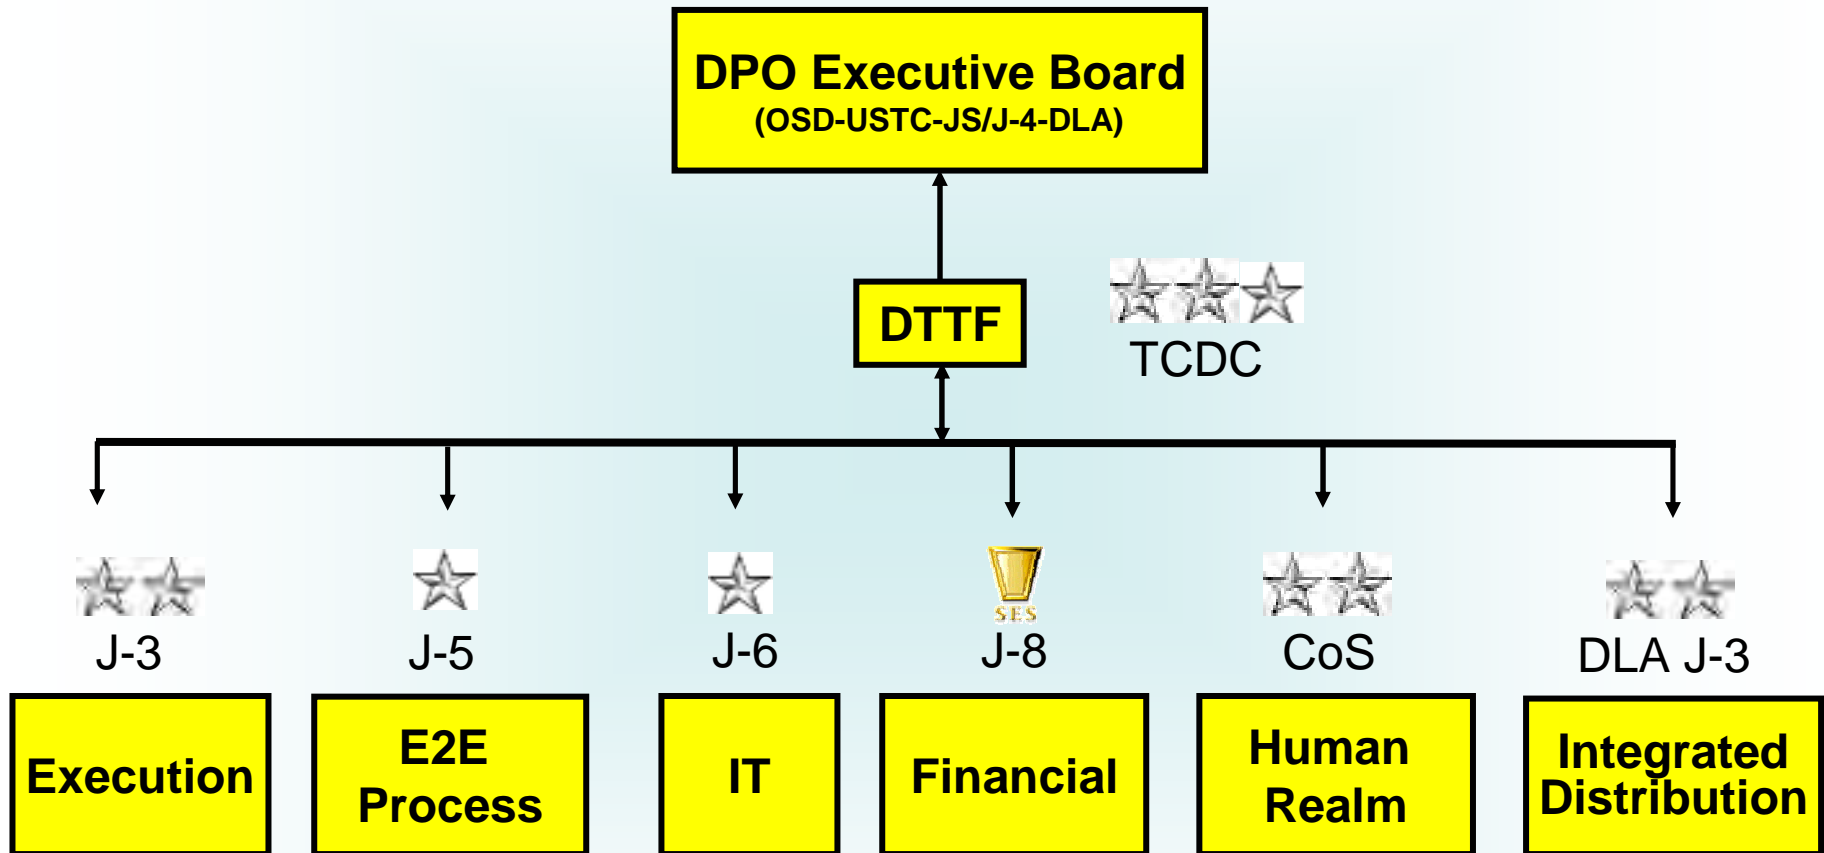 DPO Executive Board
(OSD-USTC-JS/J-4-DLA)
DTTF
TCDC
SES
J-3
J-5
J-6
J-8
CoS
DLA J-3
Execution
E2E
Process
IT
Financial
Human
Realm
Integrated
Distribution